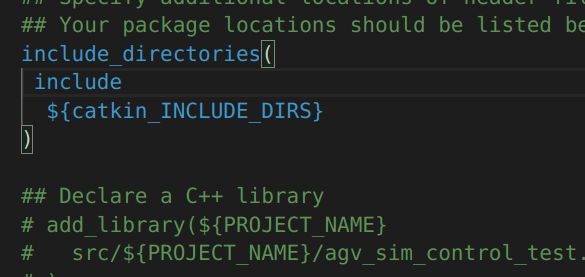 ## Specify additional locations of header fil
## Your package locations should be listed be
include_directories(
 include
  ${catkin_INCLUDE_DIRS}
)

## Declare a C++ library
# add_library(${PROJECT_NAME}
#   src/${PROJECT_NAME}/agv_sim_control_test.
# )